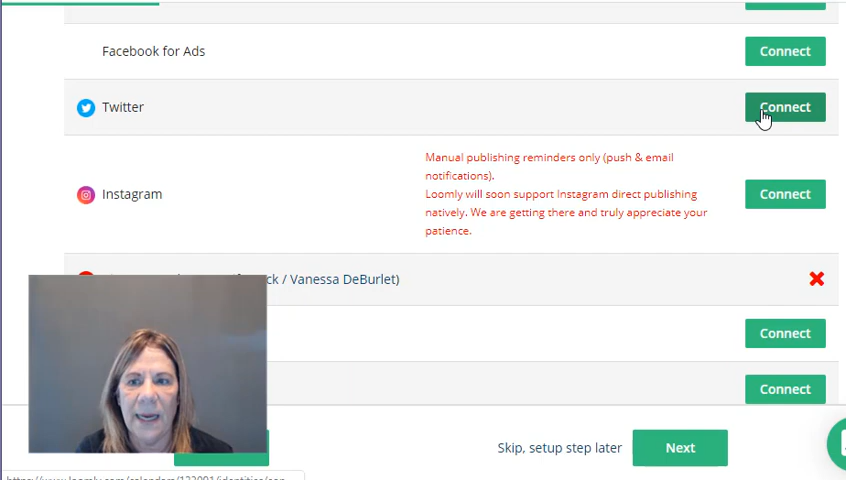 Facebook for Ads
Connect
Twitter
Connect
Manual publishing reminders only (push & email
notifications).
Loomly will soon support Instagram direct publishing
natively. We are getting there and truly appreciate your
patience.
Instagram
Connect
/ Vanessa DeBurlet)
Connect
Connect
Skip, setup step later
Next